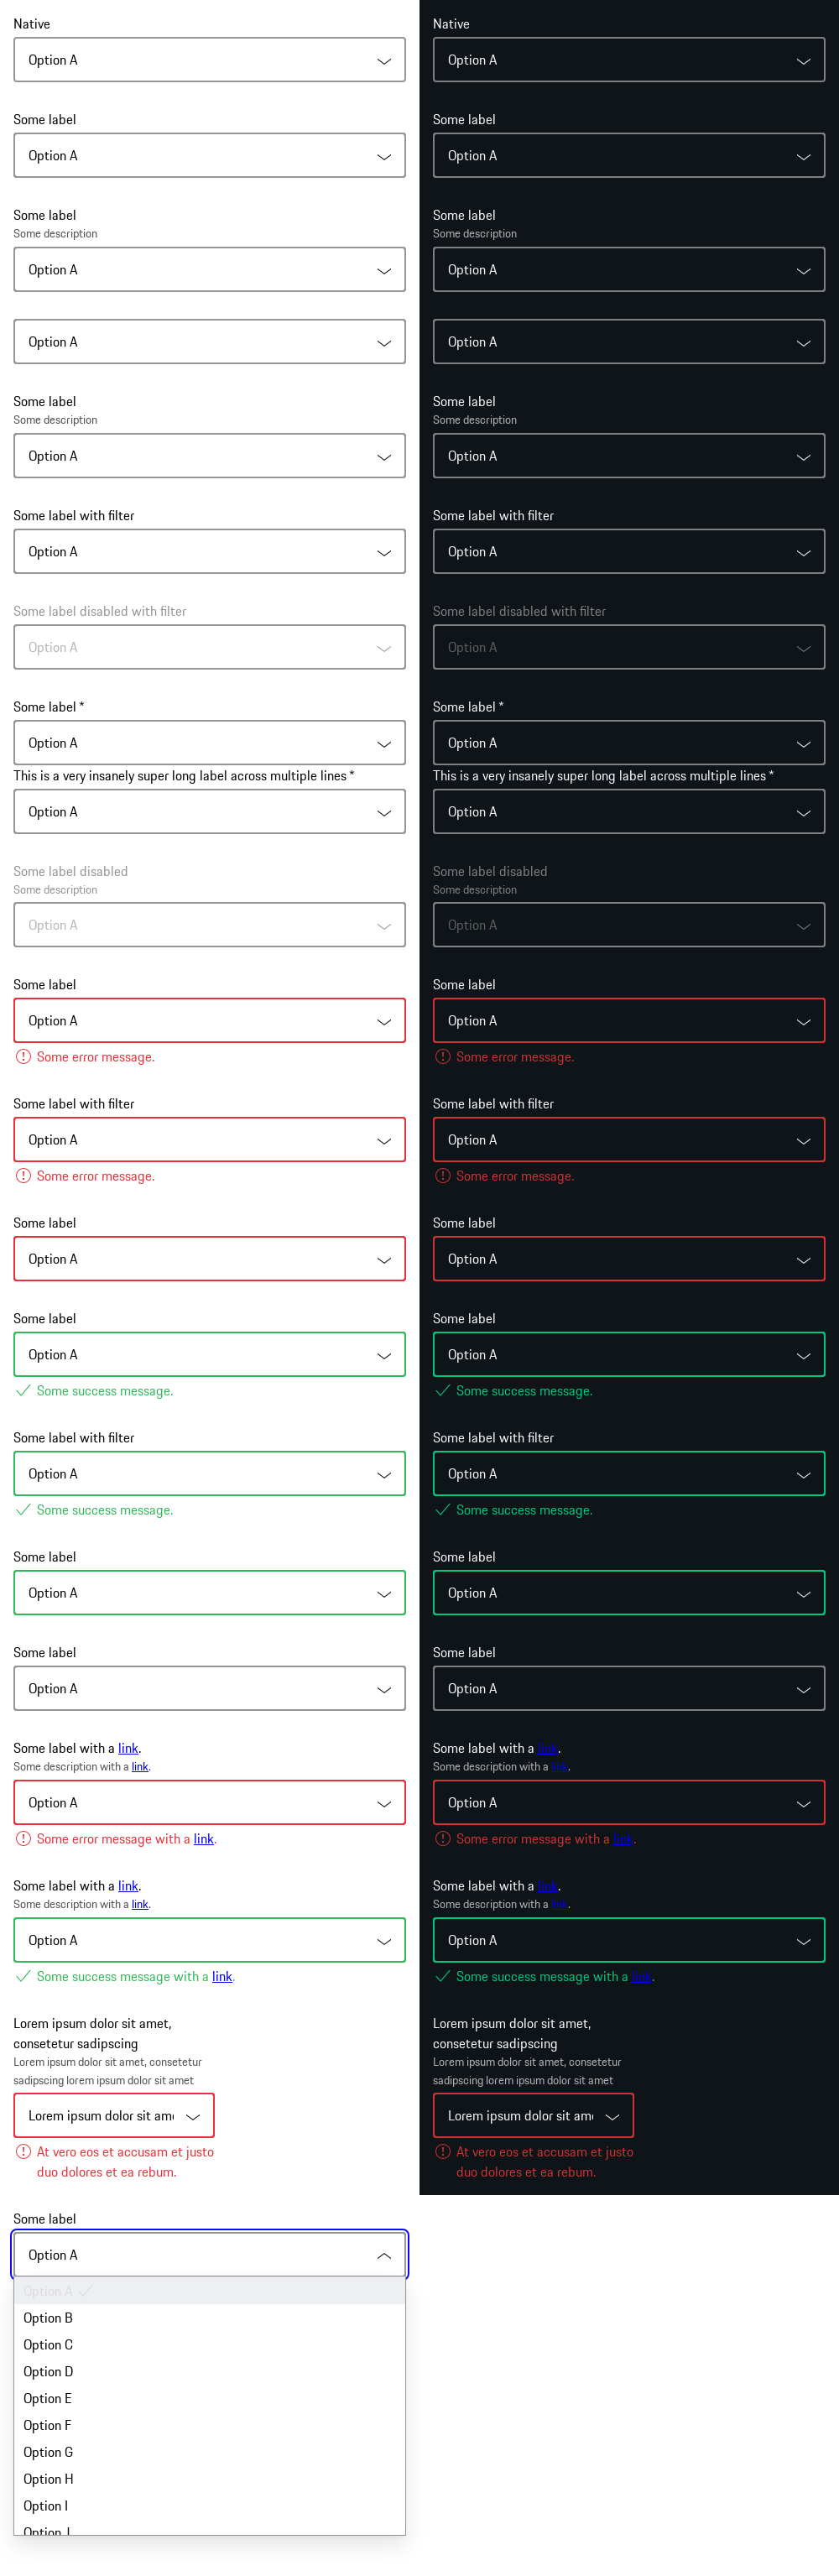 Native
Option A
Some label
Option A
Some label
Some description
Option A
Option A
Some label
Some description
Option A
Some label with filter
Option A
Some label disabled with filter
Option A
Some label *
Option A
This is a very insanely super long label across multiple lines *
Option A
Some label disabled
Some description
Option A
Some label
Option A
Some error message.
Some label with filter
Option A
Some error message.
Some label
Option A
Some label
Option A
Some success message.
Some label with filter
Option A
Some success message.
Some label
Option A
Some label
Option A
Some label with a link.
Some description with a link.
Option A
Some error message with a link.
Some label with a link.
Some description with a link.
Option A
Some success message with a link.
Lorem ipsum dolor sit amet,
consetetur sadipscing
Lorem ipsum dolor sit amet, consetetur
sadipscing lorem ipsum dolor sit amet
Lorem ipsum dolor sit ame
At vero eos et accusam et justo
duo dolores et ea rebum.
Some label
Option A
Option A
Option B
Option C
Option D
Option E
Option F
Option G
Option H
Option I
Option J
Native
Option A
Some label
Option A
Some label
Some description
Option A
Option A
Some label
Some description
Option A
Some label with filter
Option A
Some label disabled with filter
Option A
Some label *
Option A
This is a very insanely super long label across multiple lines *
Option A
Some label disabled
Some description
Option A
Some label
Option A
Some error message.
Some label with filter
Option A
Some error message.
Some label
Option A
Some label
Option A
Some success message.
Some label with filter
Option A
Some success message.
Some label
Option A
Some label
Option A
Some label with a link.
Some description with a link.
Option A
Some error message with a link.
Some label with a link.
Some description with a link.
Option A
Some success message with a link.
Lorem ipsum dolor sit amet,
consetetur sadipscing
Lorem ipsum dolor sit amet, consetetur
sadipscing lorem ipsum dolor sit amet
Lorem ipsum dolor sit ame
At vero eos et accusam et justo
duo dolores et ea rebum.